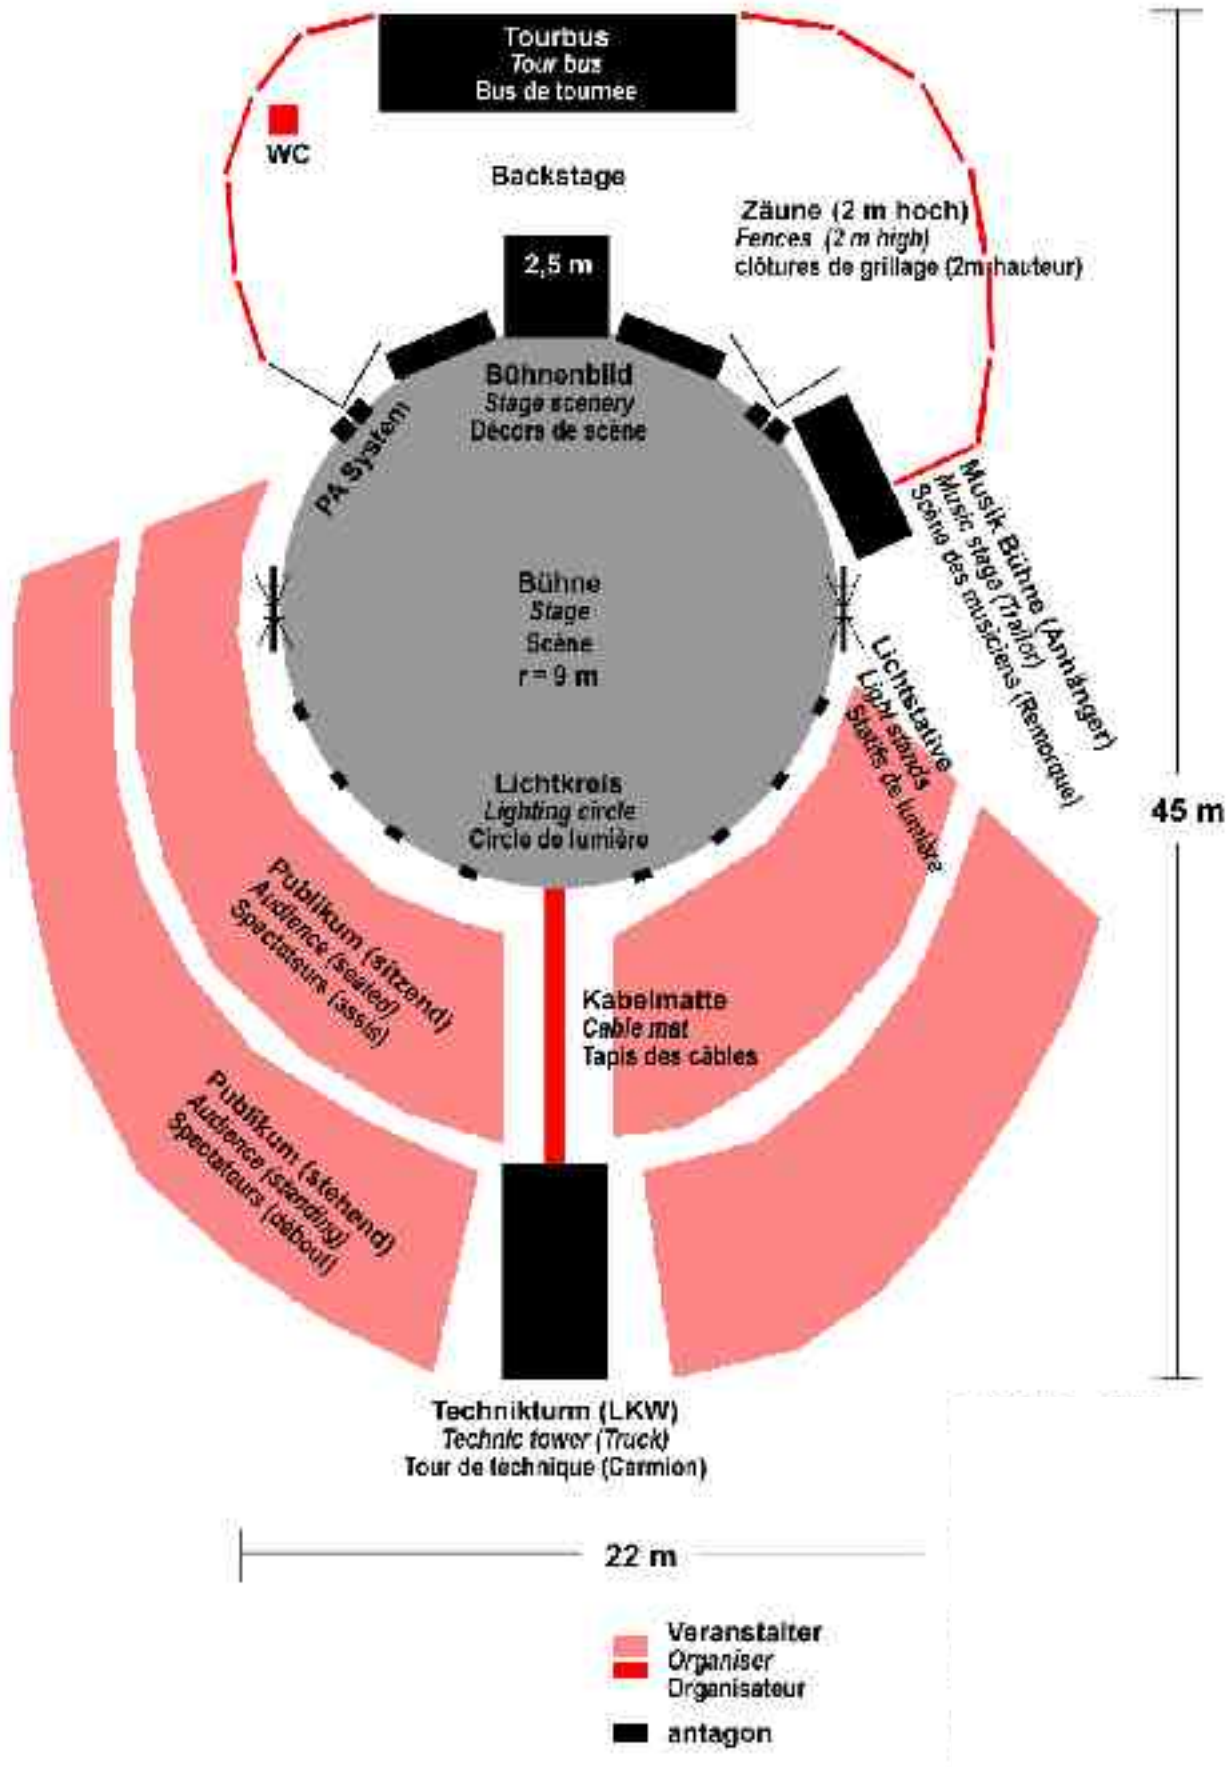 Tourbus
Tour bus
Bus de tournée
WC
Backstage
Zäune (2 m hoch)
Fences (2 m high)
clôtures de grillage (2m hauteur)
2,5 m
Bühnenbild
Stage scenery
Décors de scène
PA System
Musik Bühne (Anhänger)
Music stage (Trailor)
Scène des musiciens (Remorque)
Bühne
Stage
Scène
r = 9 m
Lichtstative
Light stands
Statifs de lumière
Lichtkreis
Lighting circle
Circle de lumière
45 m
Publikum (sitzend)
Audience (seated)
Spectateurs (assis)
Kabelmatte
Cable mat
Tapis des câbles
Publikum (stehend)
Audience (standing)
Spectateurs (débout)
Technikturm (LKW)
Technic tower (Truck)
Tour de technique (Camion)
22 m
Veranstalter
Organiser
Organisateur
antagon